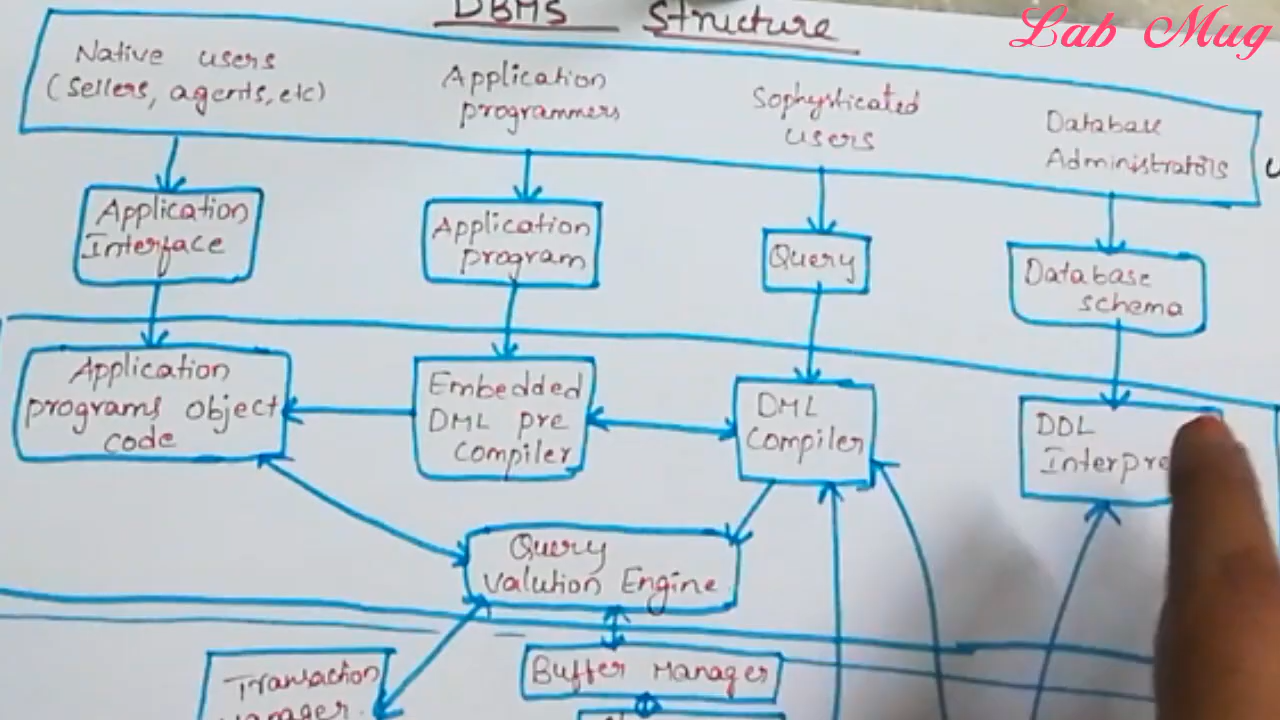 DBMS Structure
Lab Mug
Native users
(Sellers, agents, etc)
Application
programmers
Sophysticated
users
Database
Administrators
Application
Interface
Application
program
Query
Database
schema
Application
programs object
code
Embedded
DML pre
compiler
DML
compiler
DDL
Interpre
Query
valution Engine
Transaction
Buffer Manager